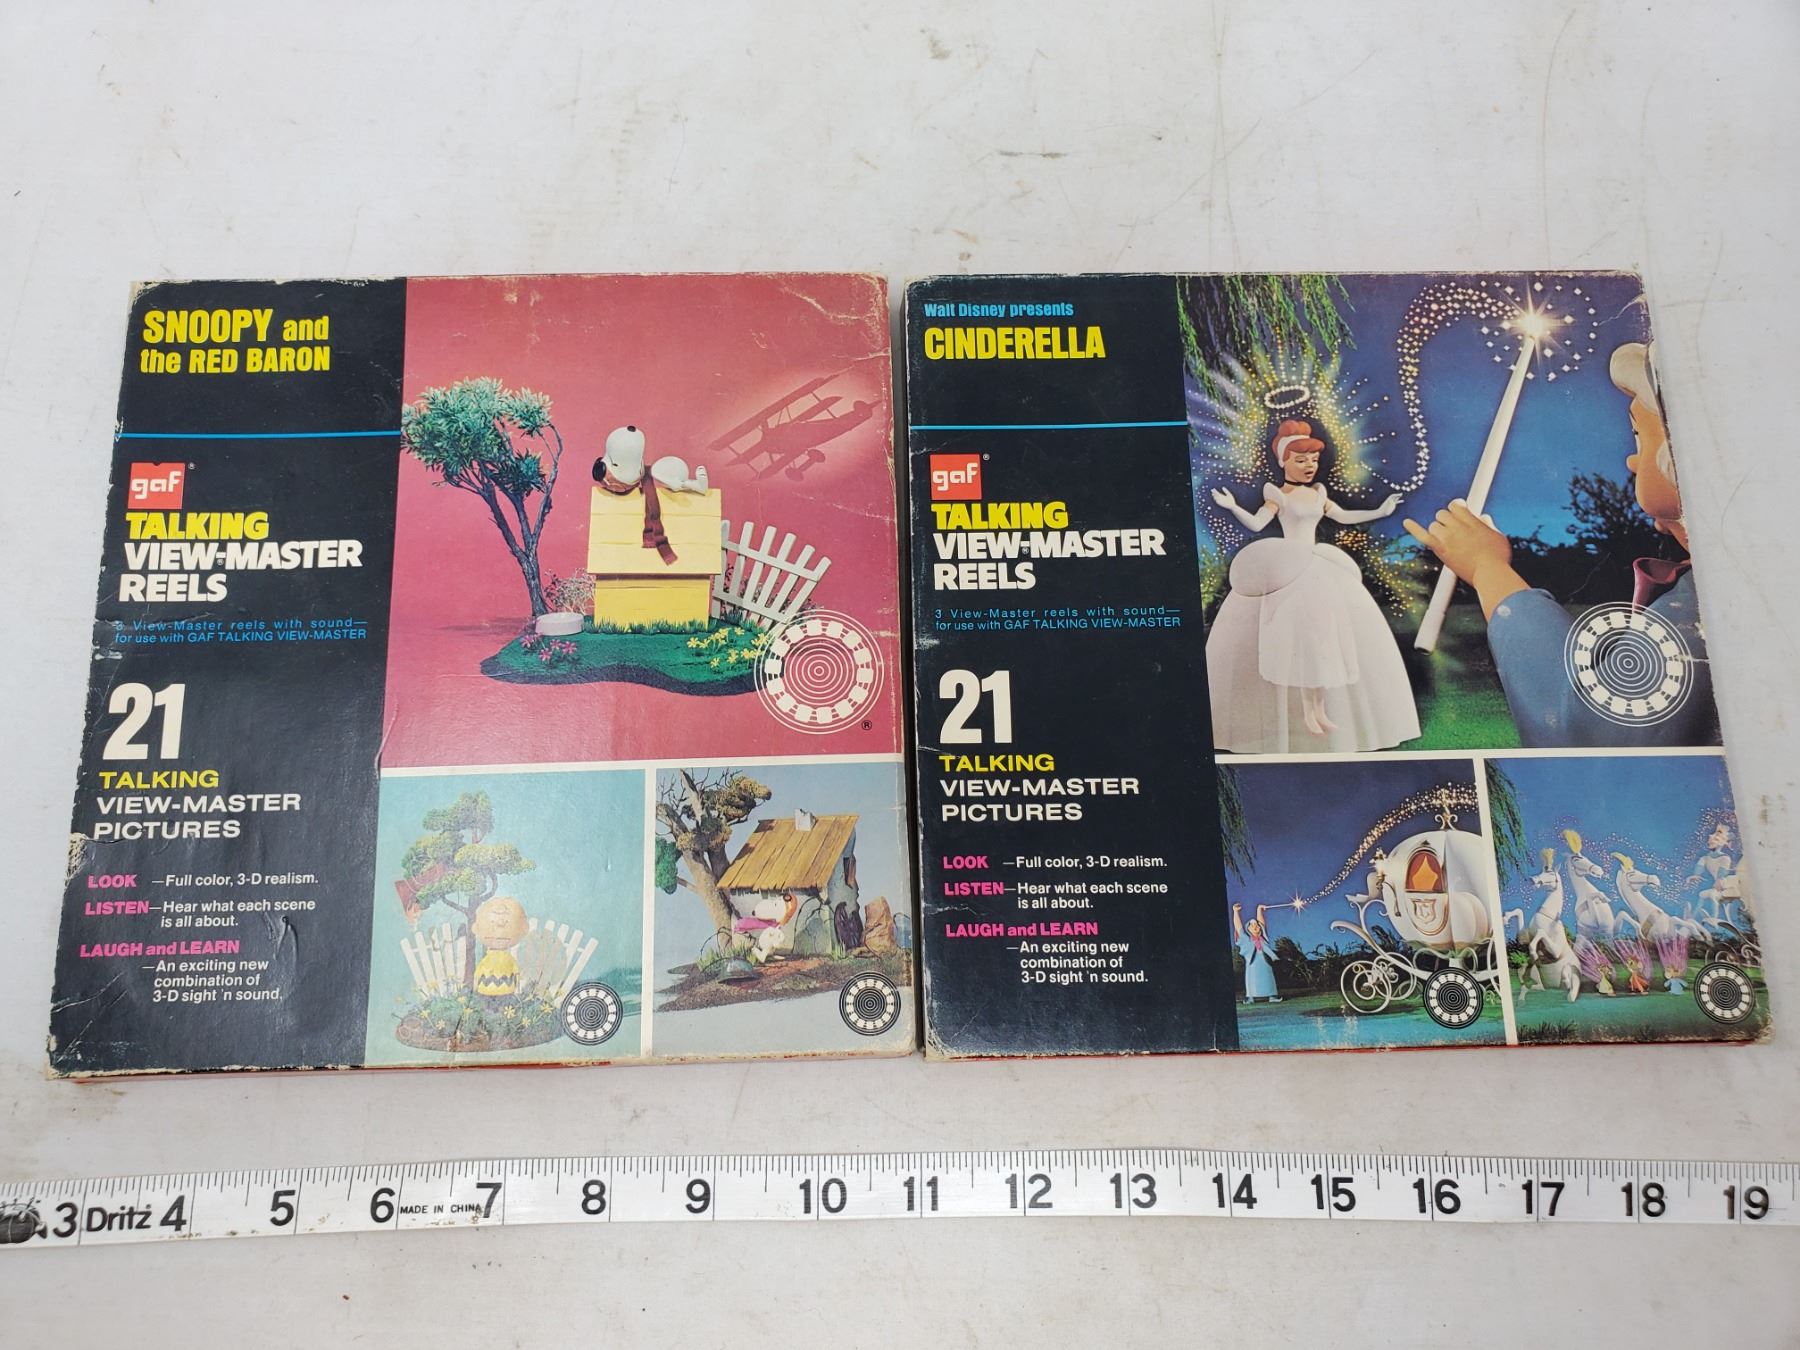 SNOOPY and
the RED BARON
gaf®
TALKING
VIEW-MASTER®
REELS
3 View-Master reels with sound—
for use with GAF TALKING VIEW-MASTER
21
TALKING
VIEW-MASTER
PICTURES
LOOK —Full color, 3-D realism.
LISTEN—Hear what each scene
is all about.
LAUGH and LEARN
—An exciting new
combination of
3-D sight 'n sound.
®
Walt Disney presents
CINDERELLA
gaf®
TALKING
VIEW-MASTER®
REELS
3 View-Master reels with sound—
for use with GAF TALKING VIEW-MASTER
21
TALKING
VIEW-MASTER
PICTURES
LOOK —Full color, 3-D realism.
LISTEN—Hear what each scene
is all about.
LAUGH and LEARN
—An exciting new
combination of
3-D sight 'n sound.
3 Dritz 4 5 6 MADE IN CHINA 7 8 9 10 11 12 13 14 15 16 17 18 19